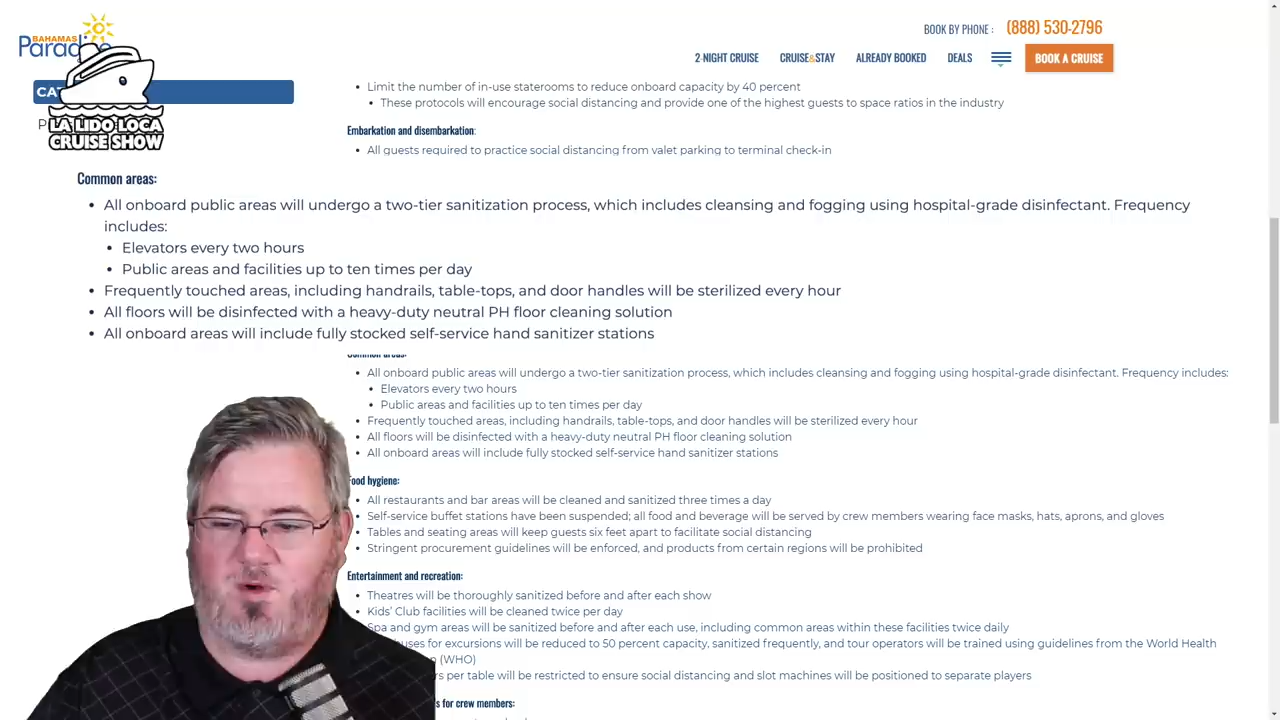 BAHAMAS
BOOK BY PHONE : (888) 530-2796
2-NIGHT CRUISE CRUISE&STAY ALREADY BOOKED DEALS BOOK A CRUISE
LA LIDO LOCA
CRUISE SHOW
Limit the number of in-use staterooms to reduce onboard capacity by 40 percent
These protocols will encourage social distancing and provide one of the highest guests to space ratios in the industry
Embarkation and disembarkation:
All guests required to practice social distancing from valet parking to terminal check-in
Common areas:
All onboard public areas will undergo a two-tier sanitization process, which includes cleansing and fogging using hospital-grade disinfectant. Frequency
includes:
Elevators every two hours
Public areas and facilities up to ten times per day
Frequently touched areas, including handrails, table-tops, and door handles will be sterilized every hour
All floors will be disinfected with a heavy-duty neutral PH floor cleaning solution
All onboard areas will include fully stocked self-service hand sanitizer stations
Common areas:
All onboard public areas will undergo a two-tier sanitization process, which includes cleansing and fogging using hospital-grade disinfectant. Frequency includes:
Elevators every two hours
Public areas and facilities up to ten times per day
Frequently touched areas, including handrails, table-tops, and door handles will be sterilized every hour
All floors will be disinfected with a heavy-duty neutral PH floor cleaning solution
All onboard areas will include fully stocked self-service hand sanitizer stations
Food hygiene:
All restaurants and bar areas will be cleaned and sanitized three times a day
Self-service buffet stations have been suspended; all food and beverage will be served by crew members wearing face masks, hats, aprons, and gloves
Tables and seating areas will keep guests six feet apart to facilitate social distancing
Stringent procurement guidelines will be enforced, and products from certain regions will be prohibited
Entertainment and recreation:
Theatres will be thoroughly sanitized before and after each show
Kids' Club facilities will be cleaned twice per day
Spa and gym areas will be sanitized before and after each use, including common areas within these facilities twice daily
for excursions will be reduced to 50 percent capacity, sanitized frequently, and tour operators will be trained using guidelines from the World Health
(WHO)
per table will be restricted to ensure social distancing and slot machines will be positioned to separate players
for crew members: